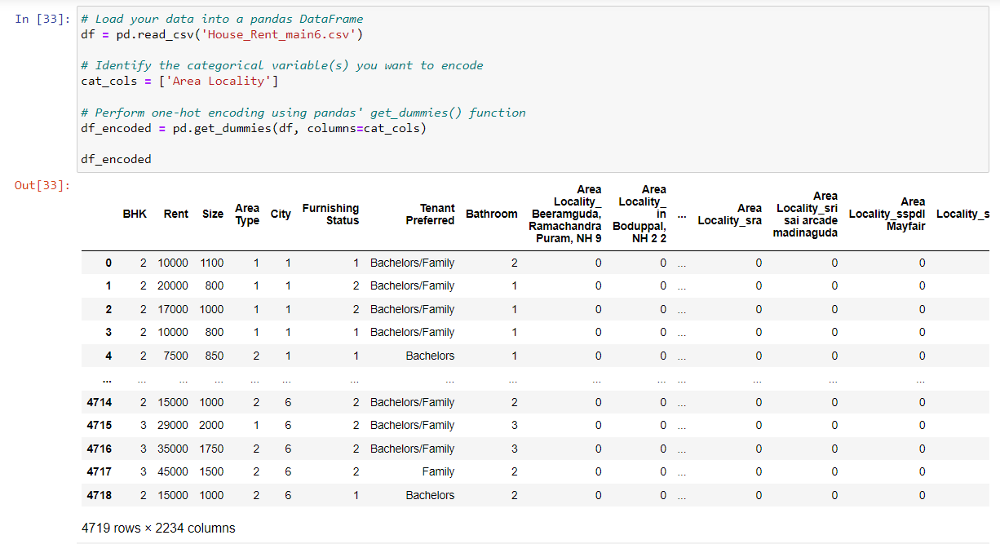 In [33]: # Load your data into a pandas DataFrame
df = pd.read_csv('House_Rent_main6.csv')
# Identify the categorical variable(s) you want to encode
cat_cols = ['Area Locality']
# Perform one-hot encoding using pandas' get_dummies() function
df_encoded = pd.get_dummies(df, columns=cat_cols)
df_encoded
Out[33]:
BHK Rent Size Area Type City Furnishing Status Tenant Preferred Bathroom Area Locality_ Beeramguda, Ramachandra Puram, NH 9 Area Locality_ in Boduppal, NH 2 2 ... Area Locality_sra Area Locality_sri sai arcade madinaguda Area Locality_sspdl Mayfair Locality_s
0 2 10000 1100 1 1 1 Bachelors/Family 2 0 0 ... 0 0 0
1 2 20000 800 1 1 2 Bachelors/Family 1 0 0 ... 0 0 0
2 2 17000 1000 1 1 2 Bachelors/Family 1 0 0 ... 0 0 0
3 2 10000 800 1 1 1 Bachelors/Family 1 0 0 ... 0 0 0
4 2 7500 850 2 1 1 Bachelors 1 0 0 ... 0 0 0
... ... ... ... ... ... ... ... ... ... ... ... ... ... ...
4714 2 15000 1000 2 6 2 Bachelors/Family 2 0 0 ... 0 0 0
4715 3 29000 2000 1 6 2 Bachelors/Family 3 0 0 ... 0 0 0
4716 3 35000 1750 2 6 2 Bachelors/Family 3 0 0 ... 0 0 0
4717 3 45000 1500 2 6 2 Family 2 0 0 ... 0 0 0
4718 2 15000 1000 2 6 1 Bachelors 2 0 0 ... 0 0 0
4719 rows × 2234 columns